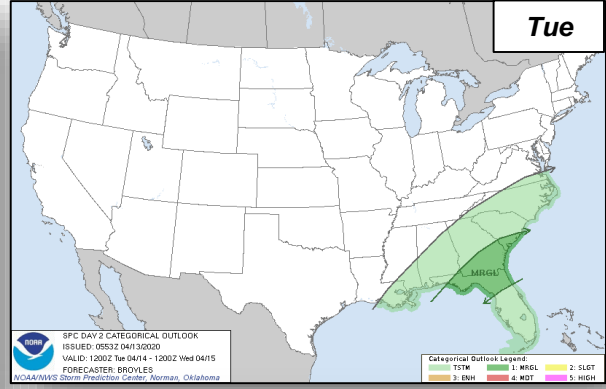 Tue
MRGL
SPC DAY 2 CATEGORICAL OUTLOOK
ISSUED: 0553Z 04/13/2020
VALID: 1200Z Tue 04/14 - 1200Z Wed 04/15
FORECASTER: BROYLES
NOAA/NWS Storm Prediction Center, Norman, Oklahoma
noaa
Categorical Outlook Legend:
TSTM 1: MRGL 2: SLGT
3: ENH 4: MDT 5: HIGH